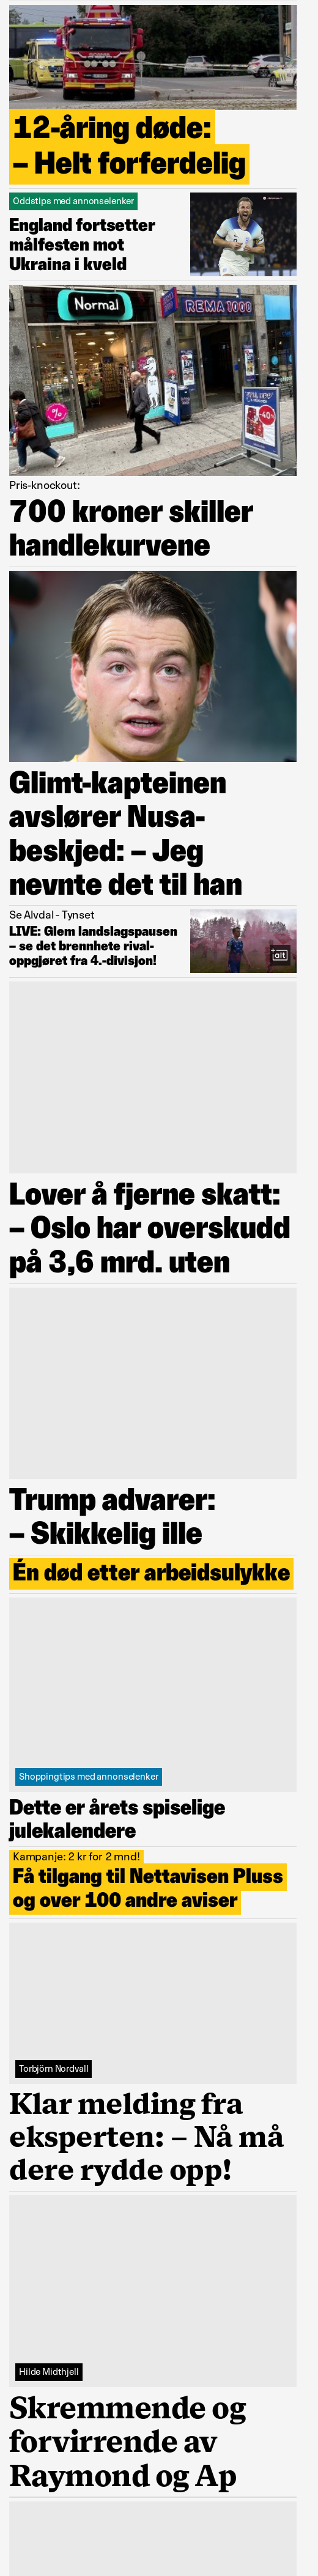 12-åring døde:
– Helt forferdelig
Oddstips med annonselenker
England fortsetter
målfesten mot
Ukraina i kveld
Normal
REMA 1000
%
-40%
Pris-knockout:
700 kroner skiller
handlekurvene
Glimt-kapteinen
avslører Nusa-
beskjed: – Jeg
nevnte det til han
Se Alvdal - Tynset
LIVE: Glem landslagspausen
– se det brennhete rival-
oppgjøret fra 4.-divisjon!
+alt
Lover å fjerne skatt:
– Oslo har overskudd
på 3,6 mrd. uten
Trump advarer:
– Skikkelig ille
Én død etter arbeidsulykke
Shoppingtips med annonselenker
Dette er årets spiselige
julekalendere
Kampanje: 2 kr for 2 mnd!
Få tilgang til Nettavisen Pluss
og over 100 andre aviser
Torbjörn Nordvall
Klar melding fra
eksperten: – Nå må
dere rydde opp!
Hilde Midthjell
Skremmende og
forvirrende av
Raymond og Ap